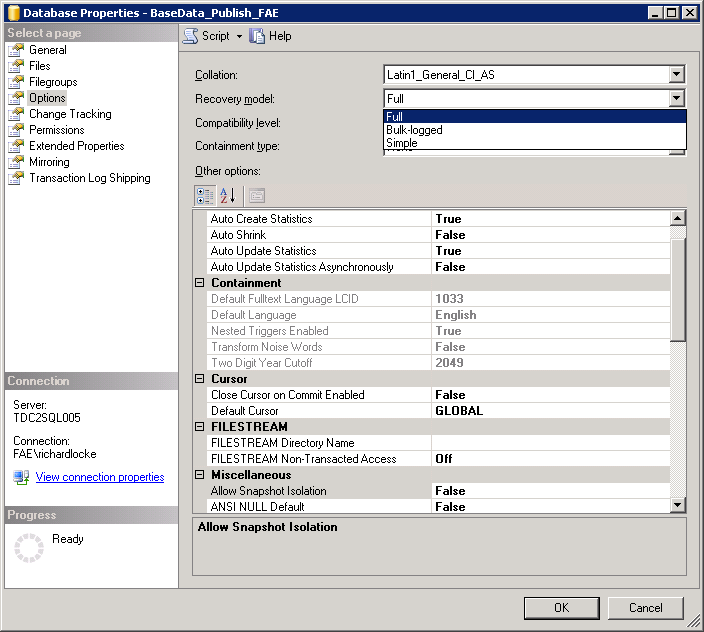 Database Properties - BaseData_Publish_FAE
Select a page
General
Files
Filegroups
Options
Change Tracking
Permissions
Extended Properties
Mirroring
Transaction Log Shipping
Connection
Server:
TDC2SQL005
Connection:
FAE\richardlocke
View connection properties
Progress
Ready
Script Help
Collation: Latin1_General_CI_AS
Recovery model: Full
Full
Compatibility level:
Bulk-logged
Simple
Containment type:
Other options:
Auto Create Statistics True
Auto Shrink False
Auto Update Statistics True
Auto Update Statistics Asynchronously False
Containment
Default Fulltext Language LCID 1033
Default Language English
Nested Triggers Enabled True
Transform Noise Words False
Two Digit Year Cutoff 2049
Cursor
Close Cursor on Commit Enabled False
Default Cursor GLOBAL
FILESTREAM
FILESTREAM Directory Name
FILESTREAM Non-Transacted Access Off
Miscellaneous
Allow Snapshot Isolation False
ANSI NULL Default False
Allow Snapshot Isolation
OK Cancel